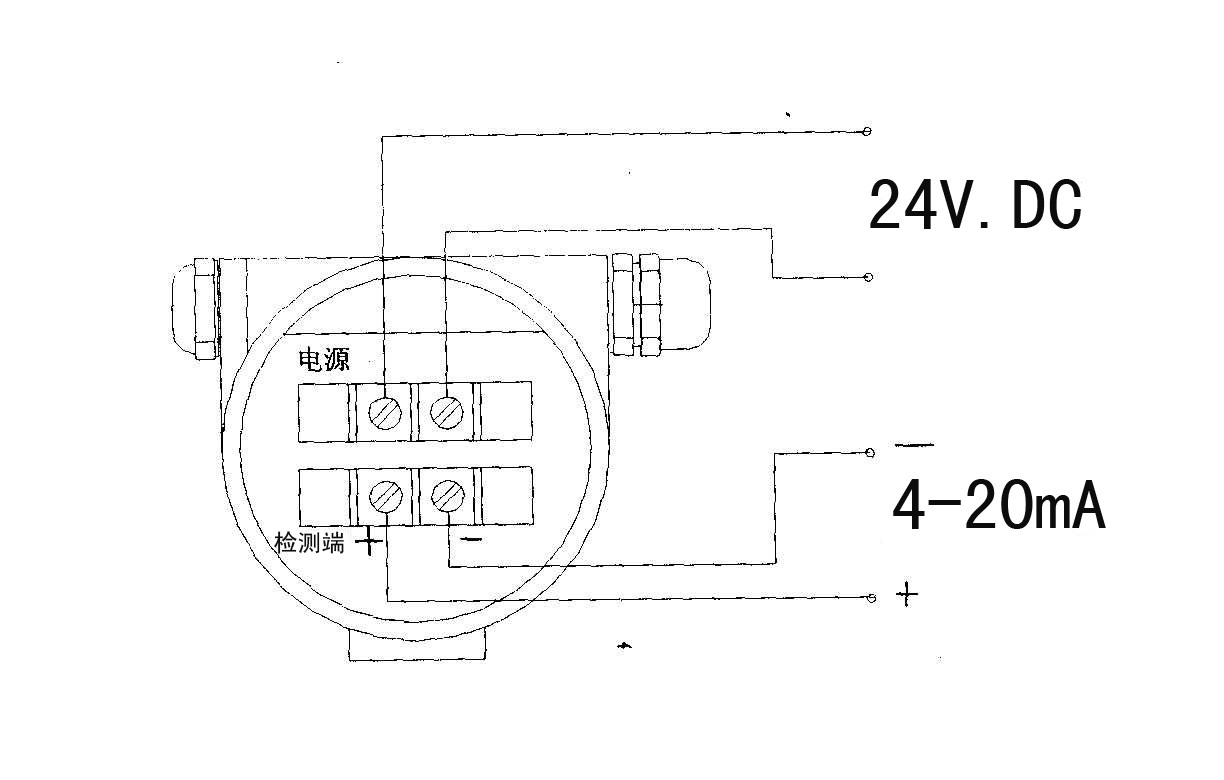 24V.DC
电源
—
4-20mA
检测端 + -
+